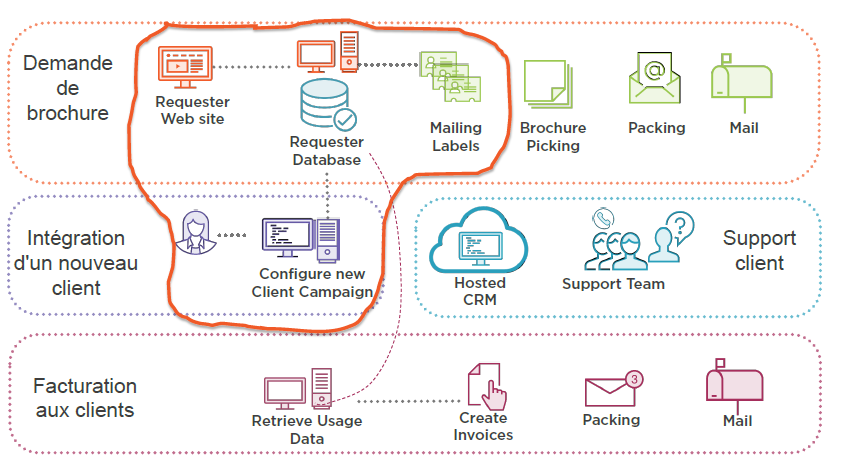 Demande
de
brochure
Requester
Web site
Requester
Database
Mailing
Labels
Brochure
Picking
@
Packing
Mail
Intégration
d'un nouveau
client
Configure new
Client Campaign
Hosted
CRM
Support Team
?
Support
client
Facturation
aux clients
Retrieve Usage
Data
Create
Invoices
3
Packing
Mail